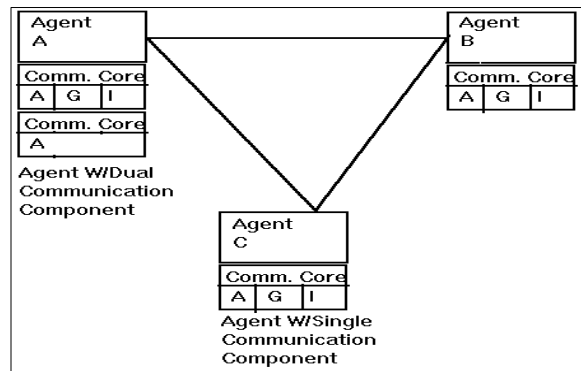 Agent
A
Comm. Core
A G I
Comm. Core
A
Agent W/Dual
Communication
Component
Agent
B
Comm. Core
A G I
Agent
C
Comm. Core
A G I
Agent W/Single
Communication
Component